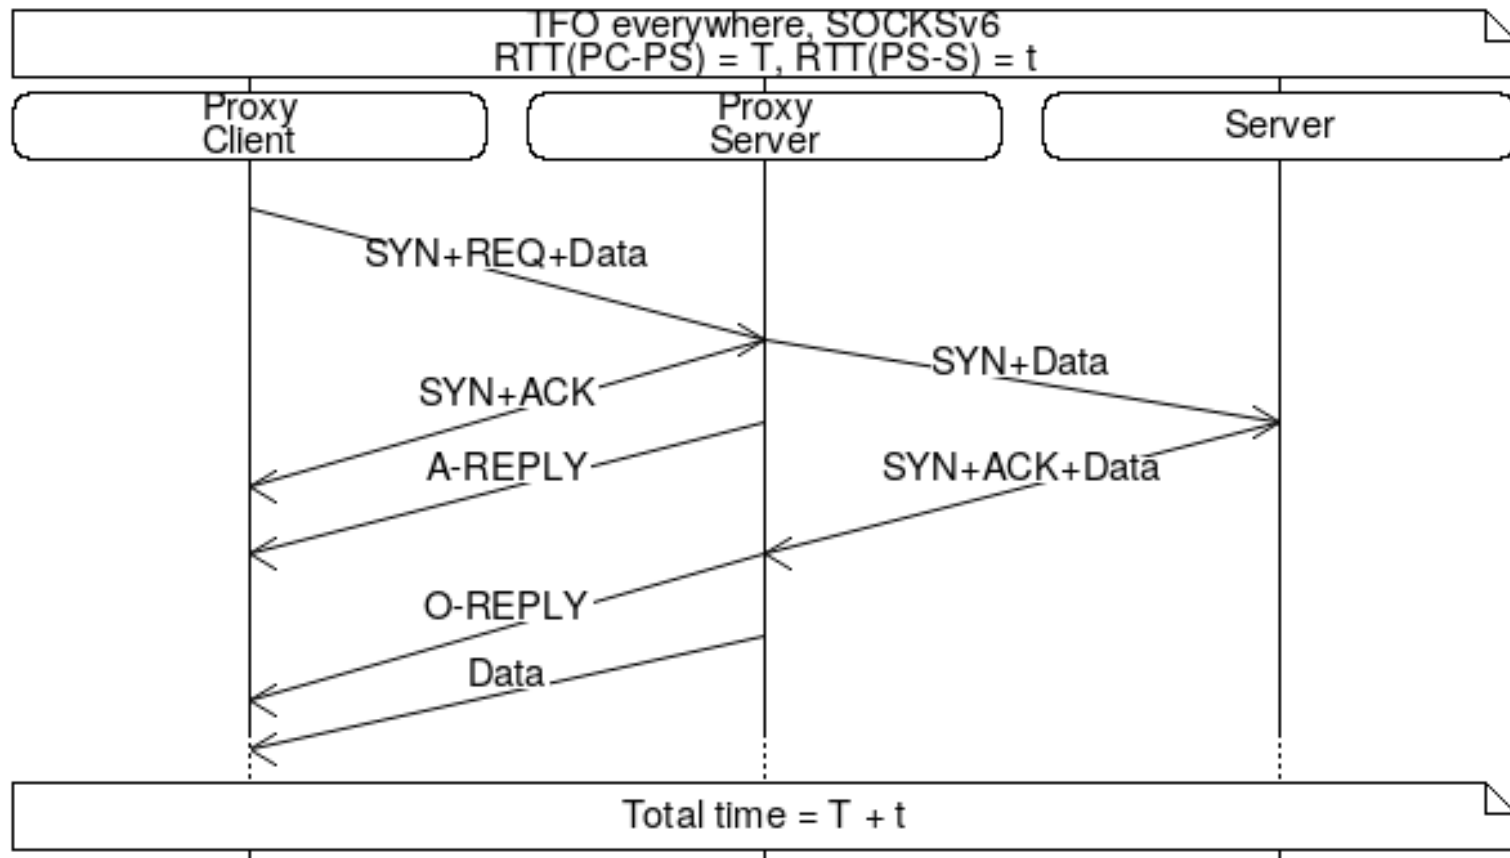 TFO everywhere, SOCKSv6
RTT(PC-PS) = T, RTT(PS-S) = t
Proxy
Client
Proxy
Server
Server
SYN+REQ+Data
SYN+Data
SYN+ACK
A-REPLY
SYN+ACK+Data
O-REPLY
Data
Total time = T + t